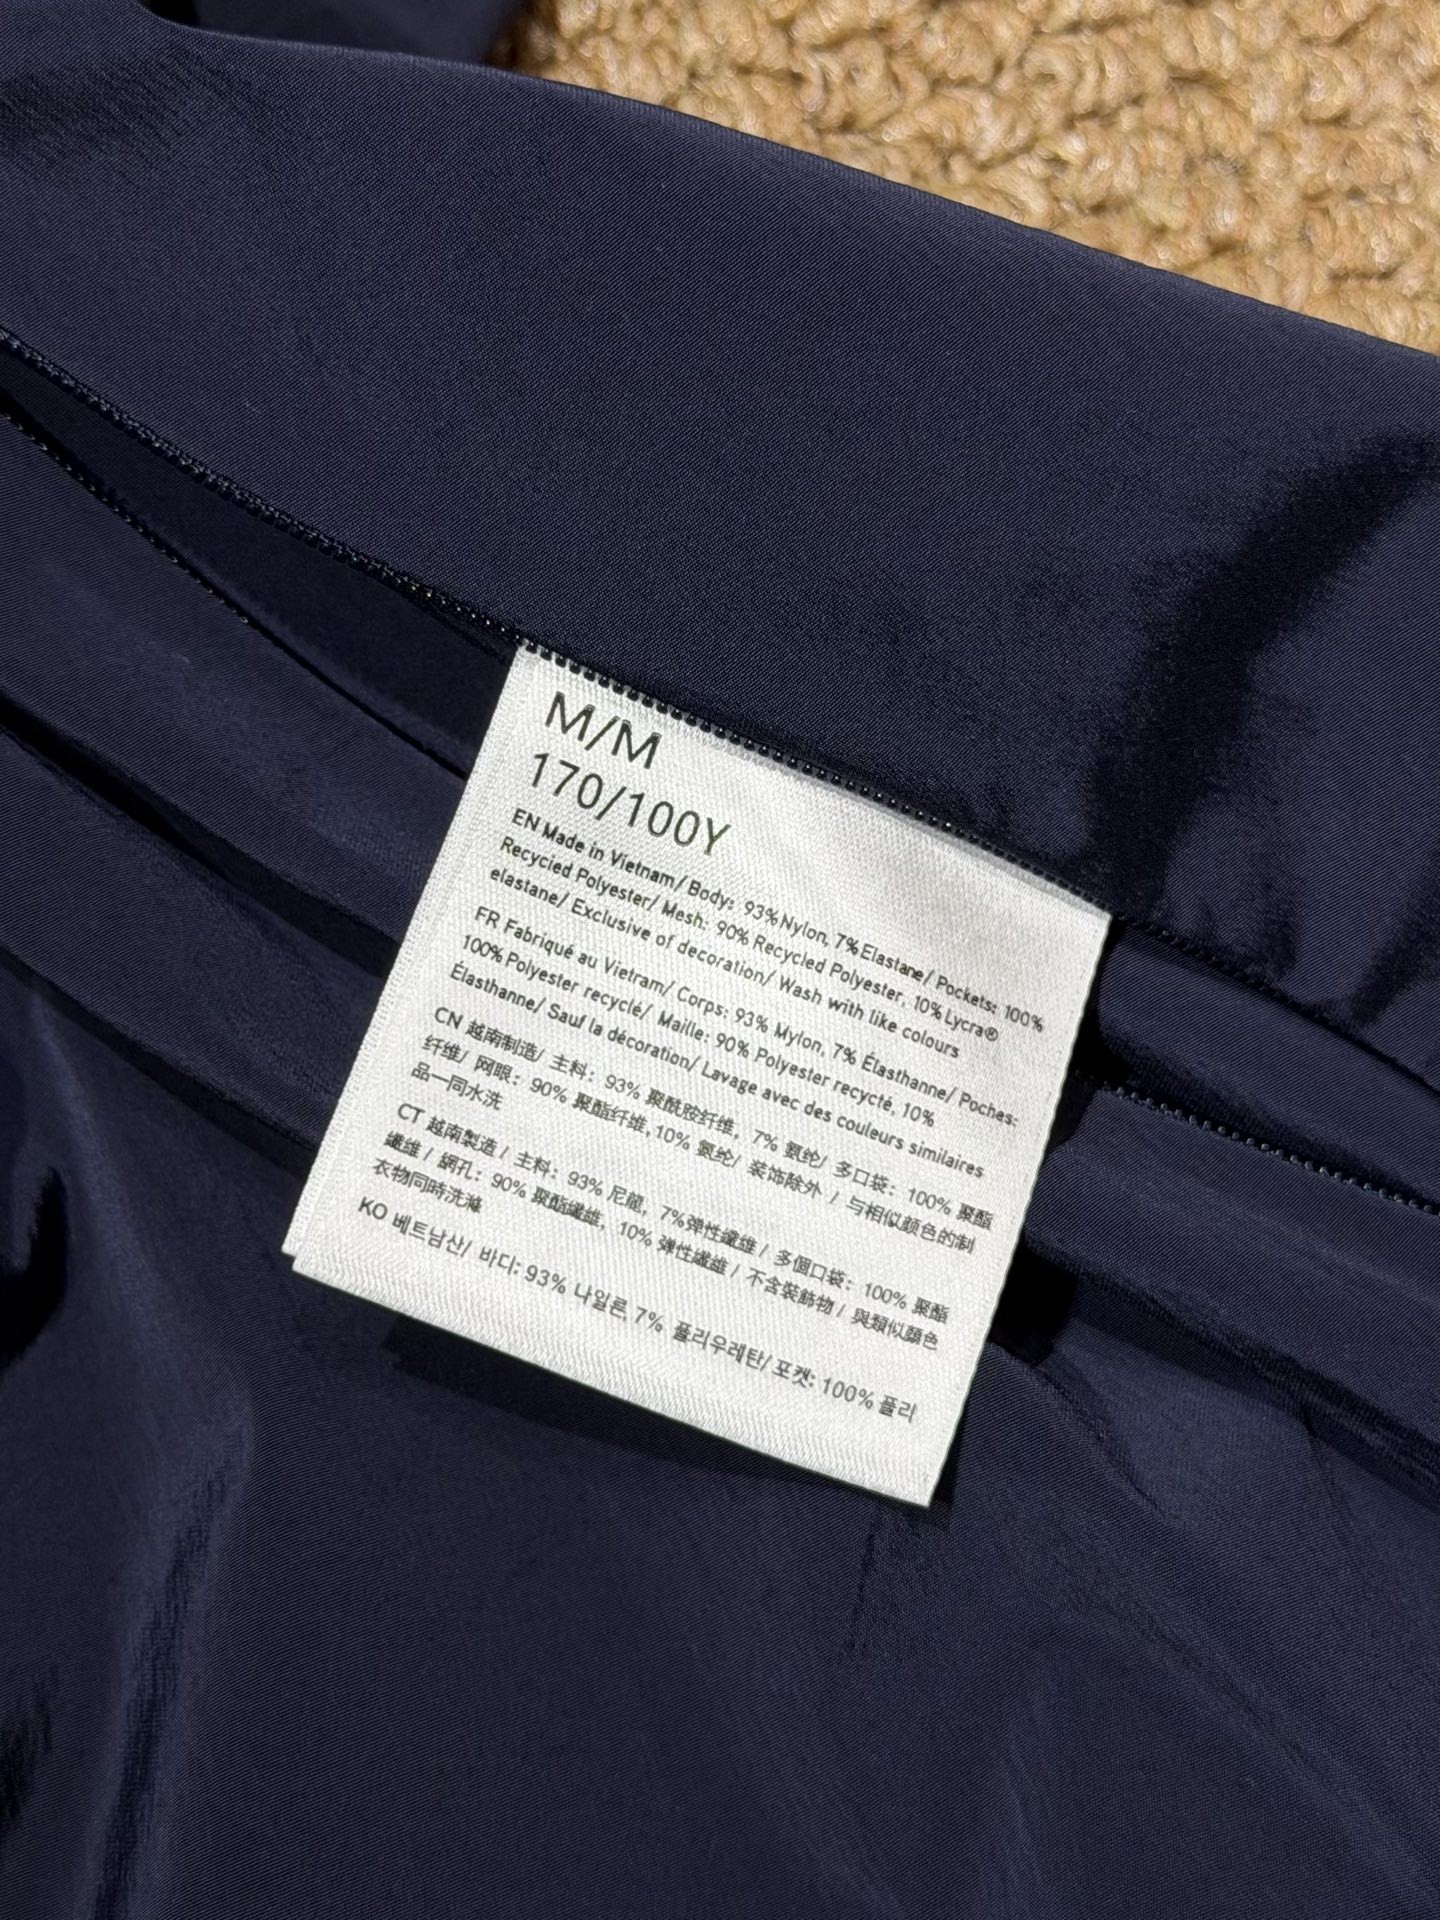 M/M
170/100Y
EN Made in Vietnam/ Body: 93% Nylon, 7% Elastane/ Pockets: 100%
Recycled Polyester/ Mesh: 90% Recycled Polyester, 10% Lycra®
elastane/ Exclusive of decoration/ Wash with like colours
FR Fabriqué au Vietram/ Corps: 93% Mylon, 7% Élasthanne/ Poches:
100% Polyester recyclé/ Maille: 90% Polyester recycté, 10%
Élasthanne/ Sauf la décoration/ Lavage avec des couleurs similaires
CN 越南制造/ 主料: 93% 聚酰胺纤维, 7% 氨纶/ 多口袋: 100% 聚酯
纤维/ 网眼: 90% 聚酯纤维, 10% 氨纶/ 装饰除外 / 与相似颜色的制
品一同水洗
CT 越南製造 / 主料: 93% 尼龍, 7%弹性纖维 / 多個口袋: 100% 聚酯
纖维 / 網孔: 90% 聚酯纖维, 10% 弹性纖维 / 不含裝飾物 / 與類似顏色
衣物同時洗滌
KO 베트남산/ 바디: 93% 나일론, 7% 폴리우레탄/ 포켓: 100% 폴리